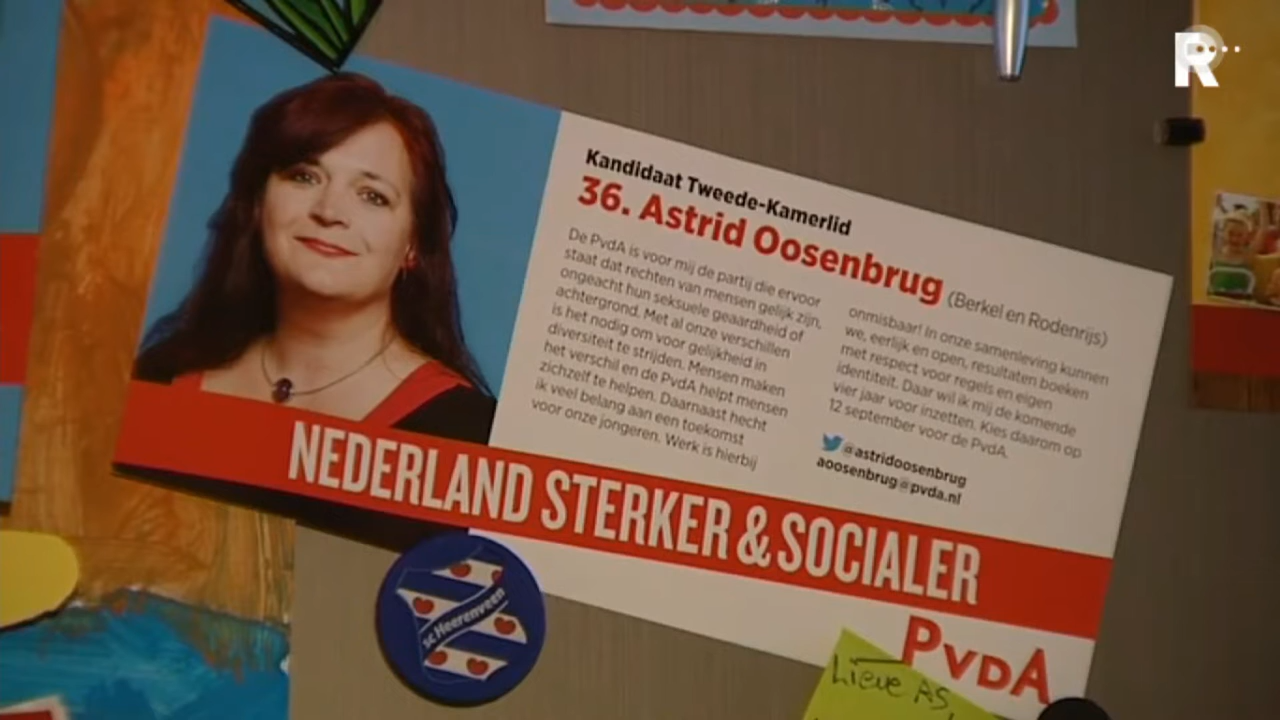 R
Kandidaat Tweede-Kamerlid
36. Astrid Oosenbrug (Berkel en Rodenrijs)
De PvdA is voor mij de partij die ervoor
staat dat rechten van mensen gelijk zijn,
ongeacht hun seksuele geaardheid of
achtergrond. Met al onze verschillen
is het nodig om voor gelijkheid in
diversiteit te strijden. Mensen maken
het verschil en de PvdA helpt mensen
zichzelf te helpen. Daarnaast hecht
ik veel belang aan een toekomst
voor onze jongeren. Werk is hierbij
onmisbaar! In onze samenleving kunnen
we, eerlijk en open, resultaten boeken
met respect voor regels en eigen
identiteit. Daar wil ik mij de komende
vier jaar voor inzetten. Kies daarom op
12 september voor de PvdA.
@astridoosenbrug
aoosenbrug@pvda.nl
NEDERLAND STERKER & SOCIALER
PvdA
sc Heerenveen
Lieve AS,